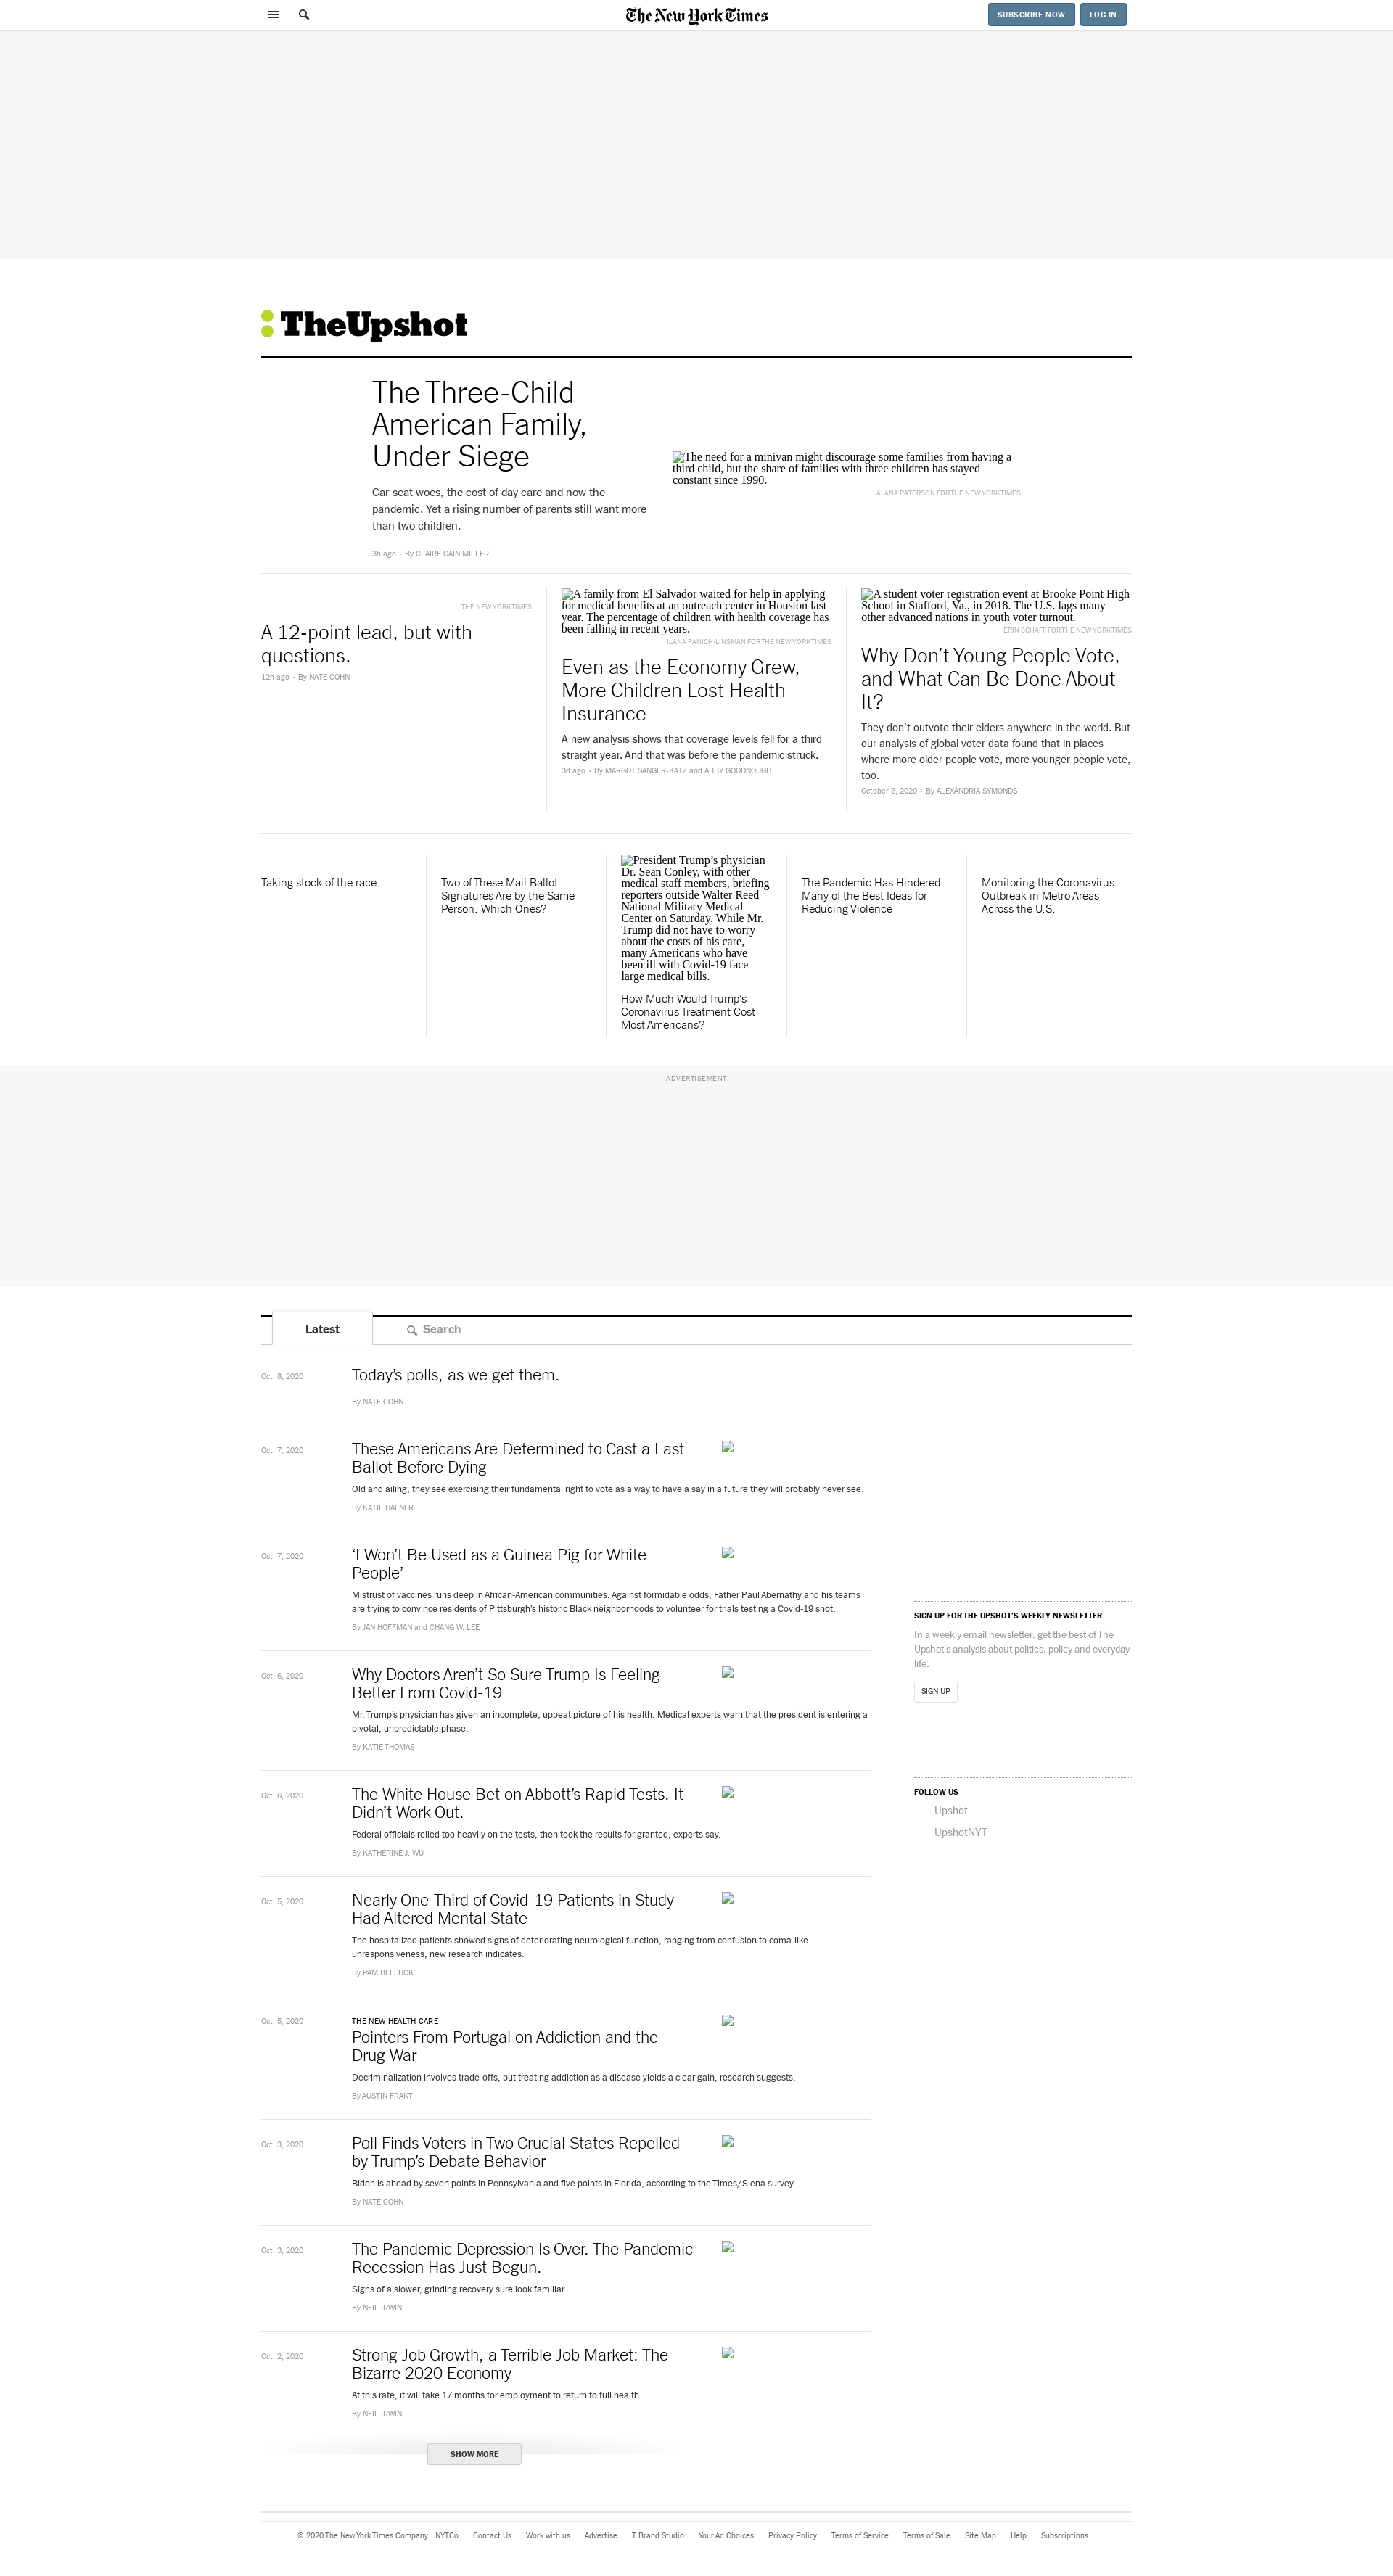 The New York Times
SUBSCRIBE NOW
LOG IN
TheUpshot
The Three-Child
American Family,
Under Siege
Car-seat woes, the cost of day care and now the
pandemic. Yet a rising number of parents still want more
than two children.
3h ago • By CLAIRE CAIN MILLER
The need for a minivan might discourage some families from having a
third child, but the share of families with three children has stayed
constant since 1990.
ALANA PATERSON FOR THE NEW YORK TIMES
THE NEW YORK TIMES
A 12-point lead, but with
questions.
12h ago • By NATE COHN
A family from El Salvador waited for help in applying
for medical benefits at an outreach center in Houston last
year. The percentage of children with health coverage has
been falling in recent years.
ILANA PANICH-LINSMAN FOR THE NEW YORK TIMES
Even as the Economy Grew,
More Children Lost Health
Insurance
A new analysis shows that coverage levels fell for a third
straight year. And that was before the pandemic struck.
3d ago • By MARGOT SANGER-KATZ and ABBY GOODNOUGH
A student voter registration event at Brooke Point High
School in Stafford, Va., in 2018. The U.S. lags many
other advanced nations in youth voter turnout.
ERIN SCHAFF FOR THE NEW YORK TIMES
Why Don’t Young People Vote,
and What Can Be Done About
It?
They don’t outvote their elders anywhere in the world. But
our analysis of global voter data found that in places
where more older people vote, more younger people vote,
too.
October 8, 2020 • By ALEXANDRIA SYMONDS
Taking stock of the race.
Two of These Mail Ballot
Signatures Are by the Same
Person. Which Ones?
President Trump’s physician
Dr. Sean Conley, with other
medical staff members, briefing
reporters outside Walter Reed
National Military Medical
Center on Saturday. While Mr.
Trump did not have to worry
about the costs of his care,
many Americans who have
been ill with Covid-19 face
large medical bills.
How Much Would Trump’s
Coronavirus Treatment Cost
Most Americans?
The Pandemic Has Hindered
Many of the Best Ideas for
Reducing Violence
Monitoring the Coronavirus
Outbreak in Metro Areas
Across the U.S.
ADVERTISEMENT
Latest
Search
Oct. 8, 2020
Today’s polls, as we get them.
By NATE COHN
Oct. 7, 2020
These Americans Are Determined to Cast a Last
Ballot Before Dying
Old and ailing, they see exercising their fundamental right to vote as a way to have a say in a future they will probably never see.
By KATIE HAFNER
Oct. 7, 2020
‘I Won’t Be Used as a Guinea Pig for White
People’
Mistrust of vaccines runs deep in African-American communities. Against formidable odds, Father Paul Abernathy and his teams
are trying to convince residents of Pittsburgh’s historic Black neighborhoods to volunteer for trials testing a Covid-19 shot.
By JAN HOFFMAN and CHANG W. LEE
Oct. 6, 2020
Why Doctors Aren’t So Sure Trump Is Feeling
Better From Covid-19
Mr. Trump’s physician has given an incomplete, upbeat picture of his health. Medical experts warn that the president is entering a
pivotal, unpredictable phase.
By KATIE THOMAS
Oct. 6, 2020
The White House Bet on Abbott’s Rapid Tests. It
Didn’t Work Out.
Federal officials relied too heavily on the tests, then took the results for granted, experts say.
By KATHERINE J. WU
Oct. 5, 2020
Nearly One-Third of Covid-19 Patients in Study
Had Altered Mental State
The hospitalized patients showed signs of deteriorating neurological function, ranging from confusion to coma-like
unresponsiveness, new research indicates.
By PAM BELLUCK
Oct. 5, 2020
THE NEW HEALTH CARE
Pointers From Portugal on Addiction and the
Drug War
Decriminalization involves trade-offs, but treating addiction as a disease yields a clear gain, research suggests.
By AUSTIN FRAKT
Oct. 3, 2020
Poll Finds Voters in Two Crucial States Repelled
by Trump’s Debate Behavior
Biden is ahead by seven points in Pennsylvania and five points in Florida, according to the Times/Siena survey.
By NATE COHN
Oct. 3, 2020
The Pandemic Depression Is Over. The Pandemic
Recession Has Just Begun.
Signs of a slower, grinding recovery sure look familiar.
By NEIL IRWIN
Oct. 2, 2020
Strong Job Growth, a Terrible Job Market: The
Bizarre 2020 Economy
At this rate, it will take 17 months for employment to return to full health.
By NEIL IRWIN
SHOW MORE
SIGN UP FOR THE UPSHOT’S WEEKLY NEWSLETTER
In a weekly email newsletter, get the best of The
Upshot’s analysis about politics, policy and everyday
life.
SIGN UP
FOLLOW US
Upshot
UpshotNYT
© 2020 The New York Times Company NYTCo Contact Us Work with us Advertise T Brand Studio Your Ad Choices Privacy Policy Terms of Service Terms of Sale Site Map Help Subscriptions